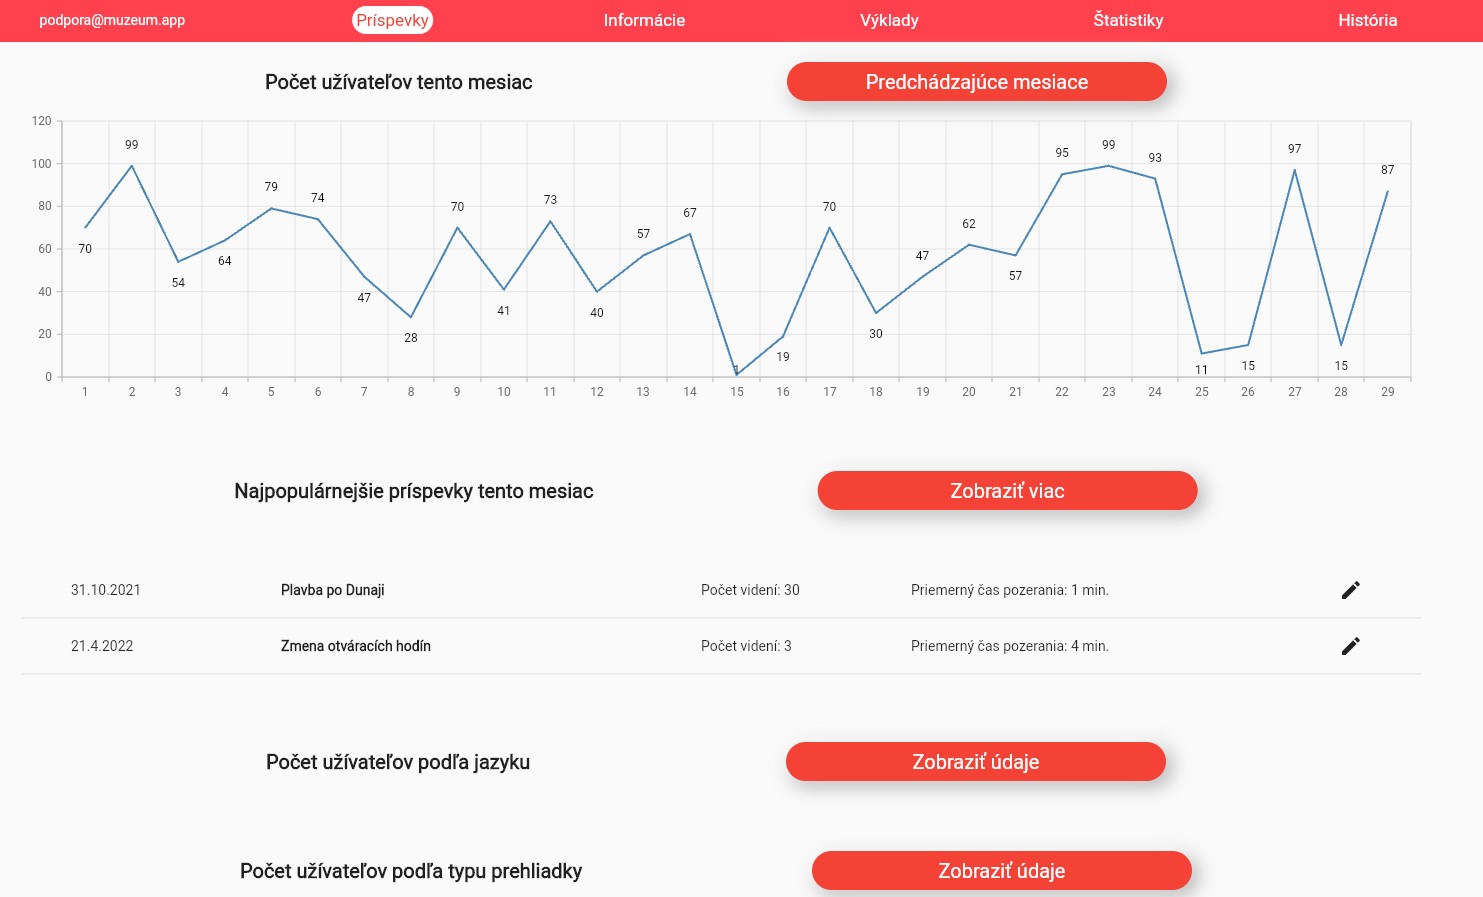 podpora@muzeum.app Príspevky Informácie Výklady Štatistiky História
Počet užívateľov tento mesiac Predchádzajúce mesiace
120
100
80
60
40
20
0
70 99 54 64 79 74 47 28 70 41 73 40 57 67 1 19 70 30 47 62 57 95 99 93 11 15 97 15 87
1 2 3 4 5 6 7 8 9 10 11 12 13 14 15 16 17 18 19 20 21 22 23 24 25 26 27 28 29
Najpopulárnejšie príspevky tento mesiac Zobraziť viac
31.10.2021 Plavba po Dunaji Počet videní: 30 Priemerný čas pozerania: 1 min.
21.4.2022 Zmena otváracích hodín Počet videní: 3 Priemerný čas pozerania: 4 min.
Počet užívateľov podľa jazyku Zobraziť údaje
Počet užívateľov podľa typu prehliadky Zobraziť údaje